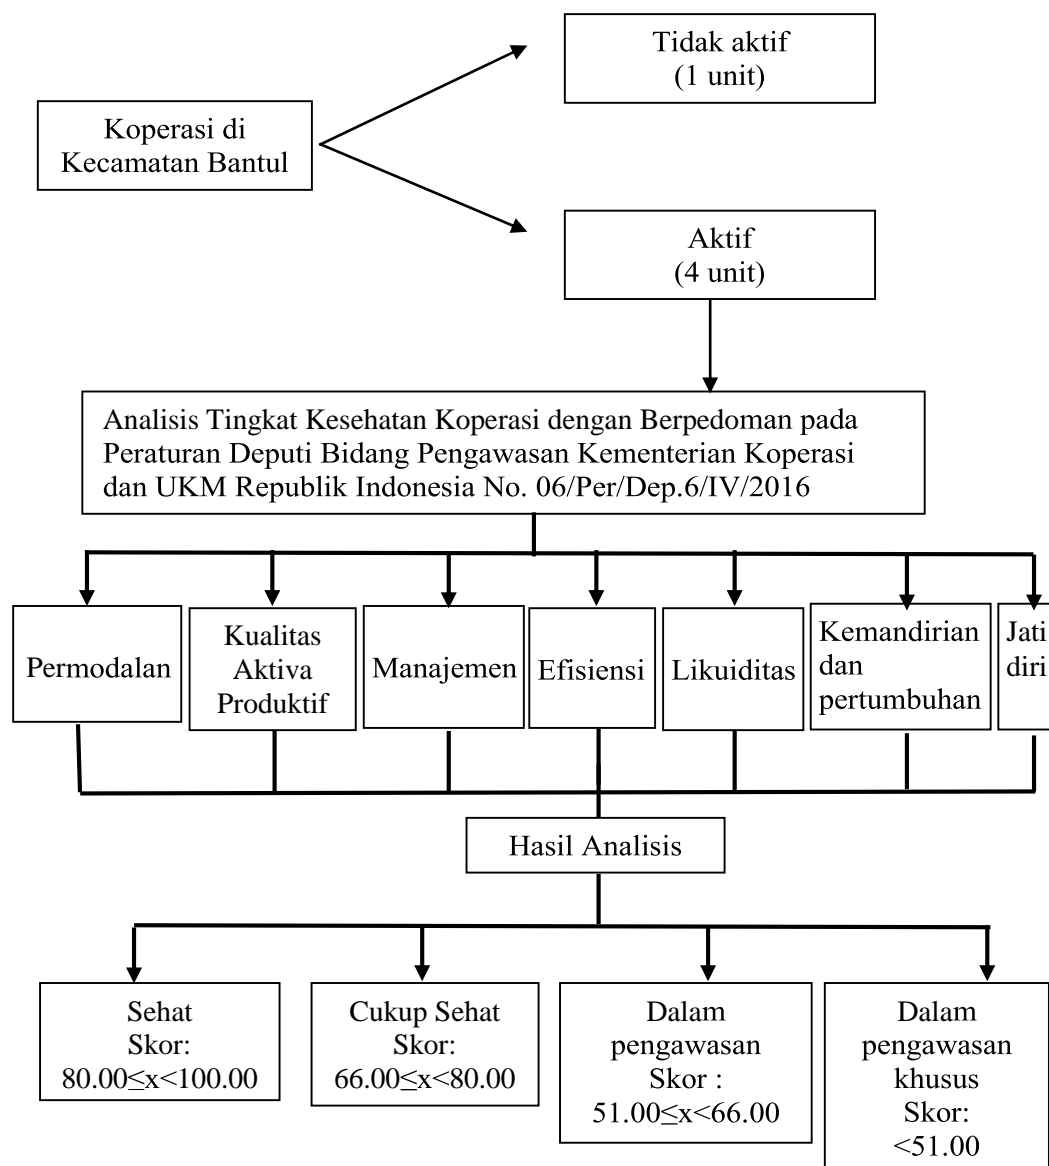 Tidak aktif
(1 unit)
Koperasi di
Kecamatan Bantul
Aktif
(4 unit)
Analisis Tingkat Kesehatan Koperasi dengan Berpedoman pada
Peraturan Deputi Bidang Pengawasan Kementerian Koperasi
dan UKM Republik Indonesia No. 06/Per/Dep.6/IV/2016
Permodalan
Kualitas
Aktiva
Produktif
Manajemen
Efisiensi
Likuiditas
Kemandirian
dan
pertumbuhan
Jati
diri
Hasil Analisis
Sehat
Skor:
80.00≤x<100.00
Cukup Sehat
Skor:
66.00≤x<80.00
Dalam
pengawasan
Skor :
51.00≤x<66.00
Dalam
pengawasan
khusus
Skor:
<51.00